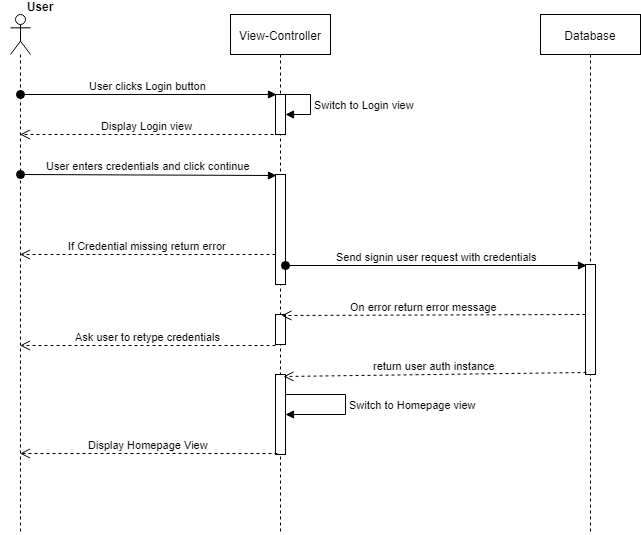 User
View-Controller
Database
User clicks Login button
Switch to Login view
Display Login view
User enters credentials and click continue
If Credential missing return error
Send signin user request with credentials
On error return error message
Ask user to retype credentials
return user auth instance
Switch to Homepage view
Display Homepage View